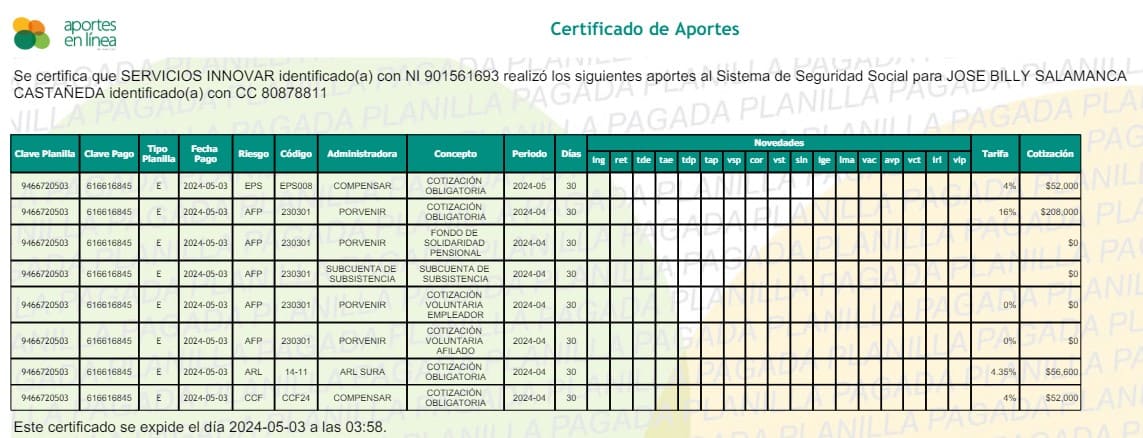 aportes
en línea
Certificado de Aportes
Se certifica que SERVICIOS INNOVAR identificado(a) con NI 901561693 realizó los siguientes aportes al Sistema de Seguridad Social para JOSE BILLY SALAMANCA
CASTAÑEDA identificado(a) con CC 80878811
Clave Planilla Clave Pago Tipo Planilla Fecha Pago Riesgo Código Administradora Concepto Periodo Días Novedades Tarifa Cotización
ing ret tde tae tdp tap vsp cor vst sln ige lma vac avp vct irl vip
9466720503 616616845 E 2024-05-03 EPS EPS008 COMPENSAR COTIZACIÓN OBLIGATORIA 2024-05 30 4% $52,000
9466720503 616616845 E 2024-05-03 AFP 230301 PORVENIR COTIZACIÓN OBLIGATORIA 2024-04 30 16% $208,000
9466720503 616616845 E 2024-05-03 AFP 230301 PORVENIR FONDO DE SOLIDARIDAD PENSIONAL 2024-04 30 $0
9466720503 616616845 E 2024-05-03 AFP 230301 SUBCUENTA DE SUBSISTENCIA SUBCUENTA DE SUBSISTENCIA 2024-04 30 $0
9466720503 616616845 E 2024-05-03 AFP 230301 PORVENIR COTIZACIÓN VOLUNTARIA EMPLEADOR 2024-04 30 0% $0
9466720503 616616845 E 2024-05-03 AFP 230301 PORVENIR COTIZACIÓN VOLUNTARIA AFILADO 2024-04 30 0% $0
9466720503 616616845 E 2024-05-03 ARL 14-11 ARL SURA COTIZACIÓN OBLIGATORIA 2024-04 30 4.35% $56,600
9466720503 616616845 E 2024-05-03 CCF CCF24 COMPENSAR COTIZACIÓN OBLIGATORIA 2024-04 30 4% $52,000
Este certificado se expide el día 2024-05-03 a las 03:58.
PLANILLA PAGADA PLANILLA PAGADA PLANILLA PAGADA